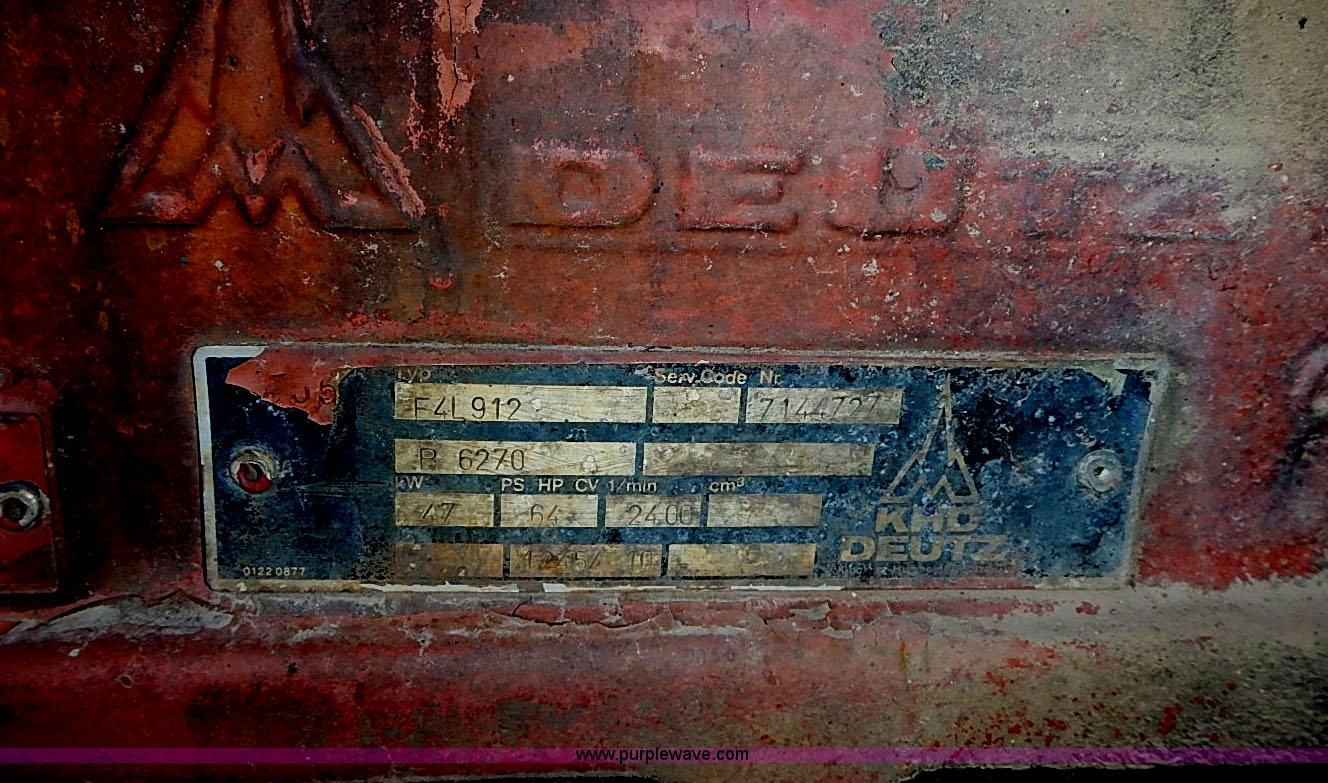 DEUTZ
Typ Serv.Code Nr.
F4L912 7144727
B 6270
kW PS HP CV 1/min cm³
47 64 2400
KHD
DEUTZ
0122 0877
www.purplewave.com